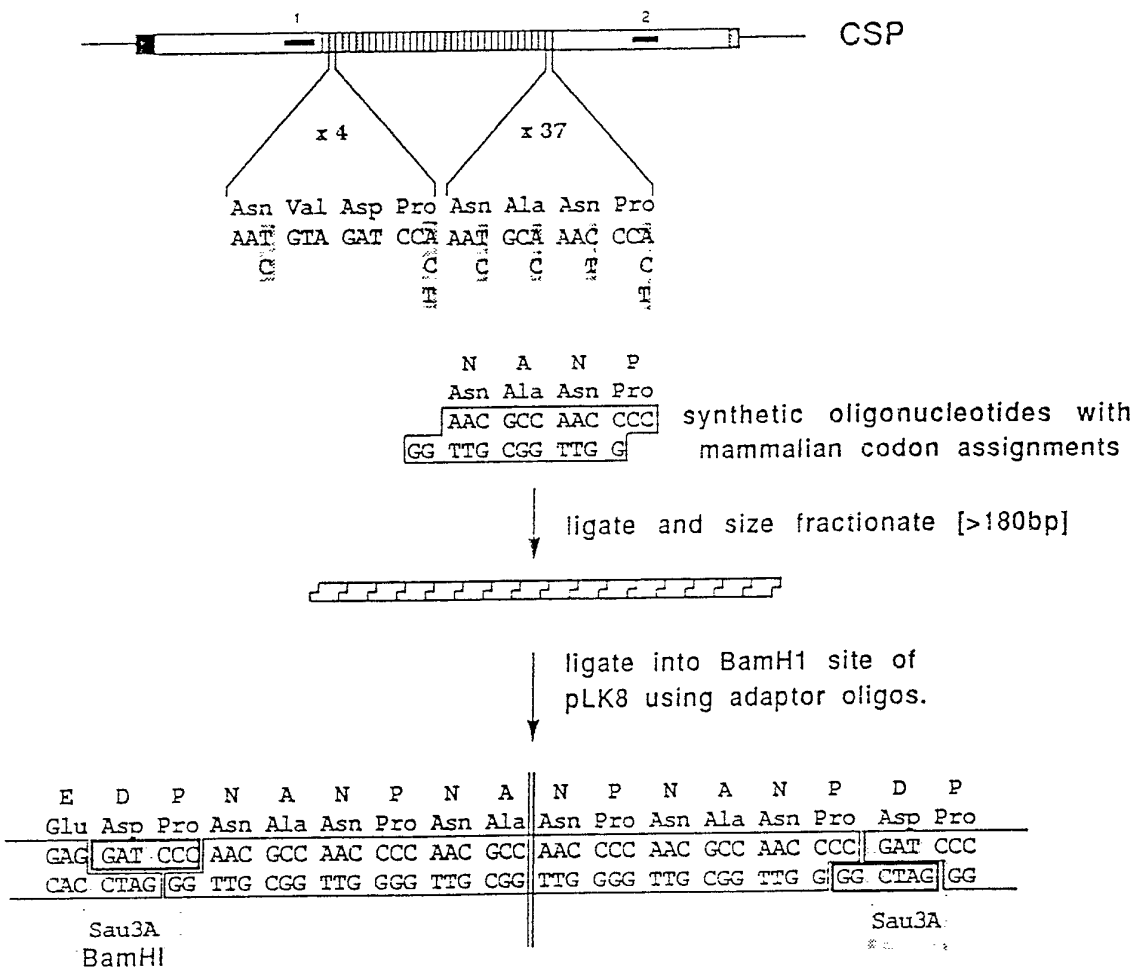 1 2
CSP
x 4 x 37
Asn Val Asp Pro Asn Ala Asn Pro
AAT GTA GAT CCA AAT GCA AAC CCA
C C C C T C
T T
N A N P
Asn Ala Asn Pro
AAC GCC AAC CCC synthetic oligonucleotides with
GG TTG CGG TTG G mammalian codon assignments
ligate and size fractionate [>180bp]
ligate into BamH1 site of
pLK8 using adaptor oligos.
E D P N A N P N A N P N A N P D P
Glu Asp Pro Asn Ala Asn Pro Asn Ala Asn Pro Asn Ala Asn Pro Asp Pro
GAG GAT CCC AAC GCC AAC CCC AAC GCC AAC CCC AAC GCC AAC CCC GAT CCC
CAC CTAG GG TTG CGG TTG GGG TTG CGG TTG GGG TTG CGG TTG G GG CTAG GG
Sau3A Sau3A
BamHI